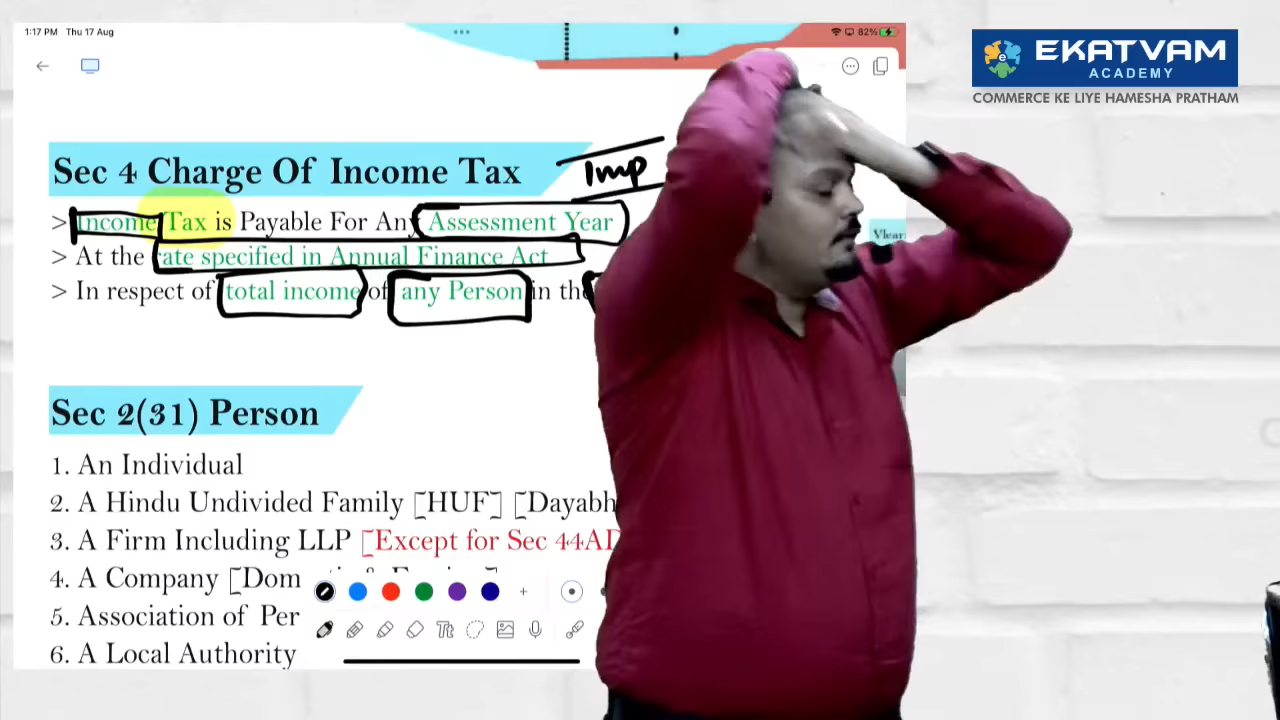 1:17 PM Thu 17 Aug
82%
EKATVAM
ACADEMY
COMMERCE KE LIYE HAMESHA PRATHAM
Sec 4 Charge Of Income Tax
Imp
> Income Tax is Payable For Any Assessment Year
> At the rate specified in Annual Finance Act
> In respect of total income of any Person in the
Sec 2(31) Person
1. An Individual
2. A Hindu Undivided Family [HUF]
3. A Firm Including LLP [Except for Sec 44AD
4. A Company
5. Association of Per
6. A Local Authority